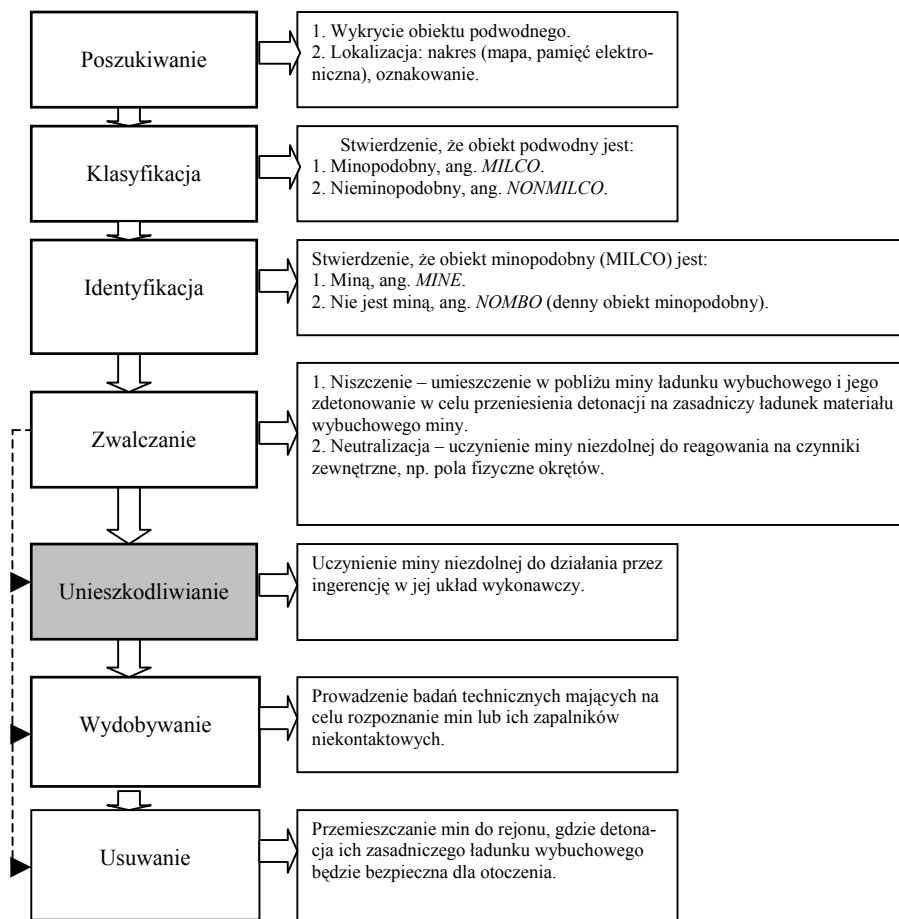 Poszukiwanie
1. Wykrycie obiektu podwodnego.
2. Lokalizacja: nakres (mapa, pamięć elektro-
niczna), oznakowanie.
Klasyfikacja
Stwierdzenie, że obiekt podwodny jest:
1. Minopodobny, ang. MILCO.
2. Nieminopodobny, ang. NONMILCO.
Identyfikacja
Stwierdzenie, że obiekt minopodobny (MILCO) jest:
1. Miną, ang. MINE.
2. Nie jest miną, ang. NOMBO (denny obiekt minopodobny).
Zwalczanie
1. Niszczenie – umieszczenie w pobliżu miny ładunku wybuchowego i jego
zdetonowanie w celu przeniesienia detonacji na zasadniczy ładunek materiału
wybuchowego miny.
2. Neutralizacja – uczynienie miny niezdolnej do reagowania na czynniki
zewnętrzne, np. pola fizyczne okrętów.
Unieszkodliwianie
Uczynienie miny niezdolnej do działania przez
ingerencję w jej układ wykonawczy.
Wydobywanie
Prowadzenie badań technicznych mających na
celu rozpoznanie min lub ich zapalników
niekontaktowych.
Usuwanie
Przemieszczanie min do rejonu, gdzie detona-
cja ich zasadniczego ładunku wybuchowego
będzie bezpieczna dla otoczenia.